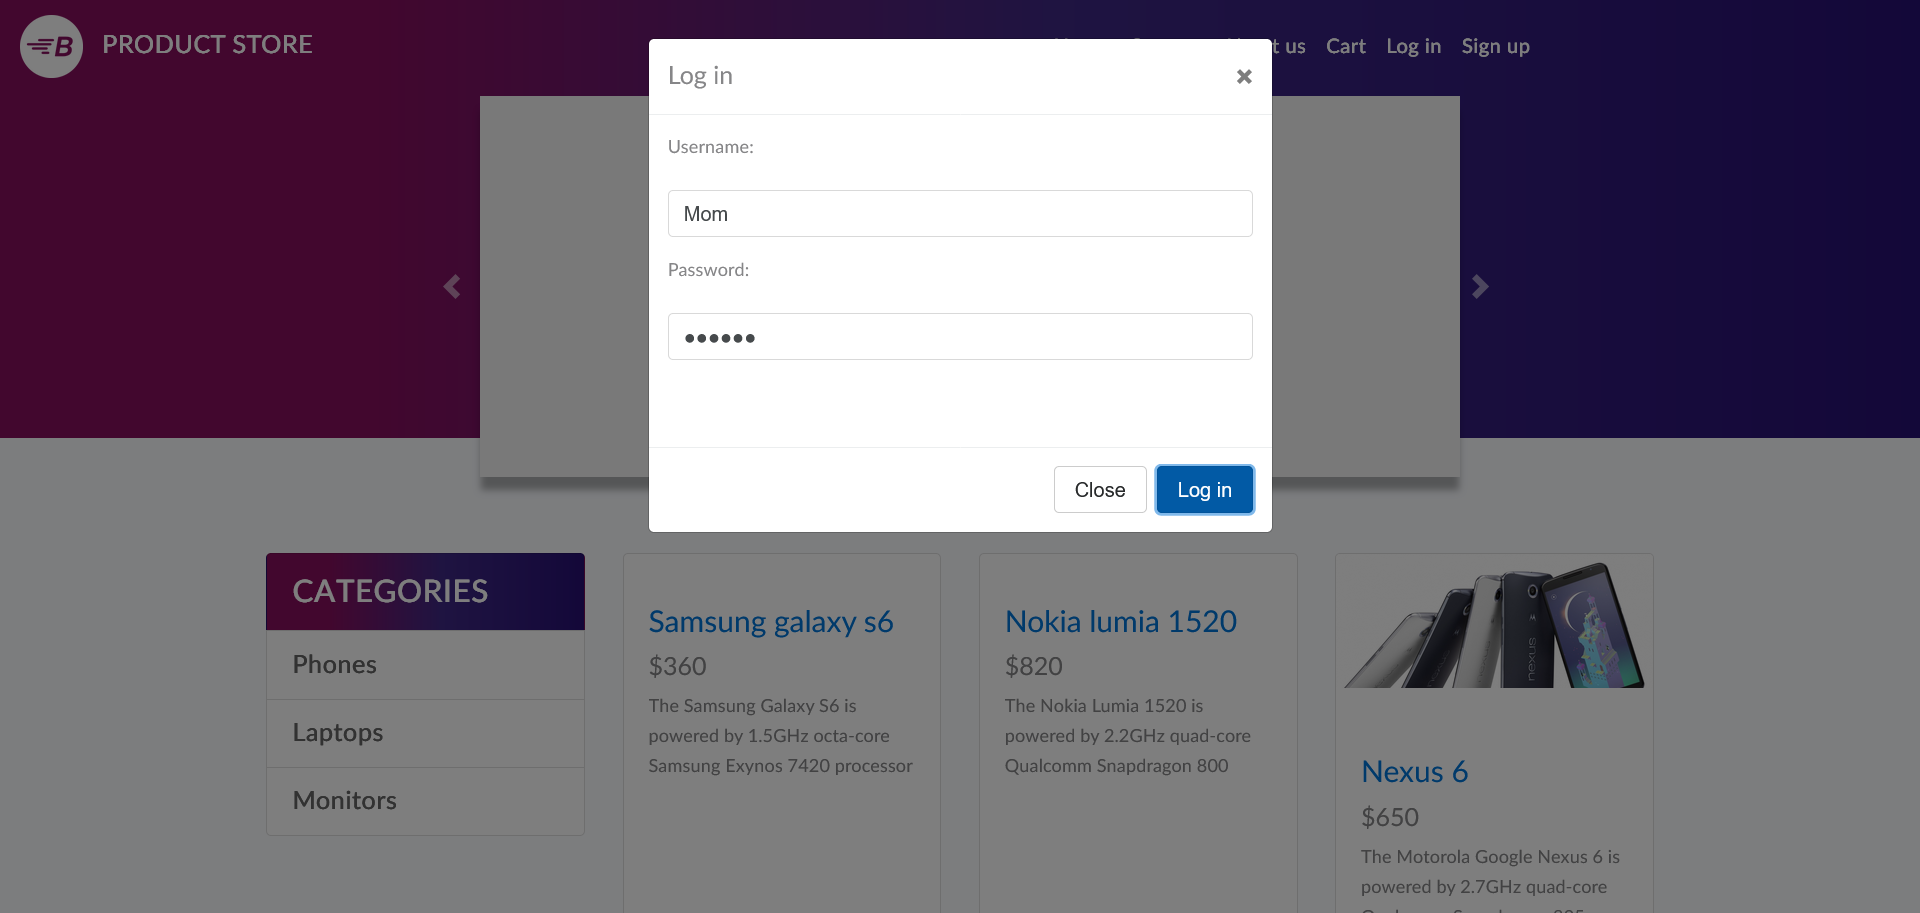 B PRODUCT STORE
t us Cart Log in Sign up
Log in
Username:
Mom
Password:
Close Log in
CATEGORIES
Phones
Laptops
Monitors
Samsung galaxy s6
$360
The Samsung Galaxy S6 is
powered by 1.5GHz octa-core
Samsung Exynos 7420 processor
Nokia lumia 1520
$820
The Nokia Lumia 1520 is
powered by 2.2GHz quad-core
Qualcomm Snapdragon 800
nexus
Nexus 6
$650
The Motorola Google Nexus 6 is
powered by 2.7GHz quad-core